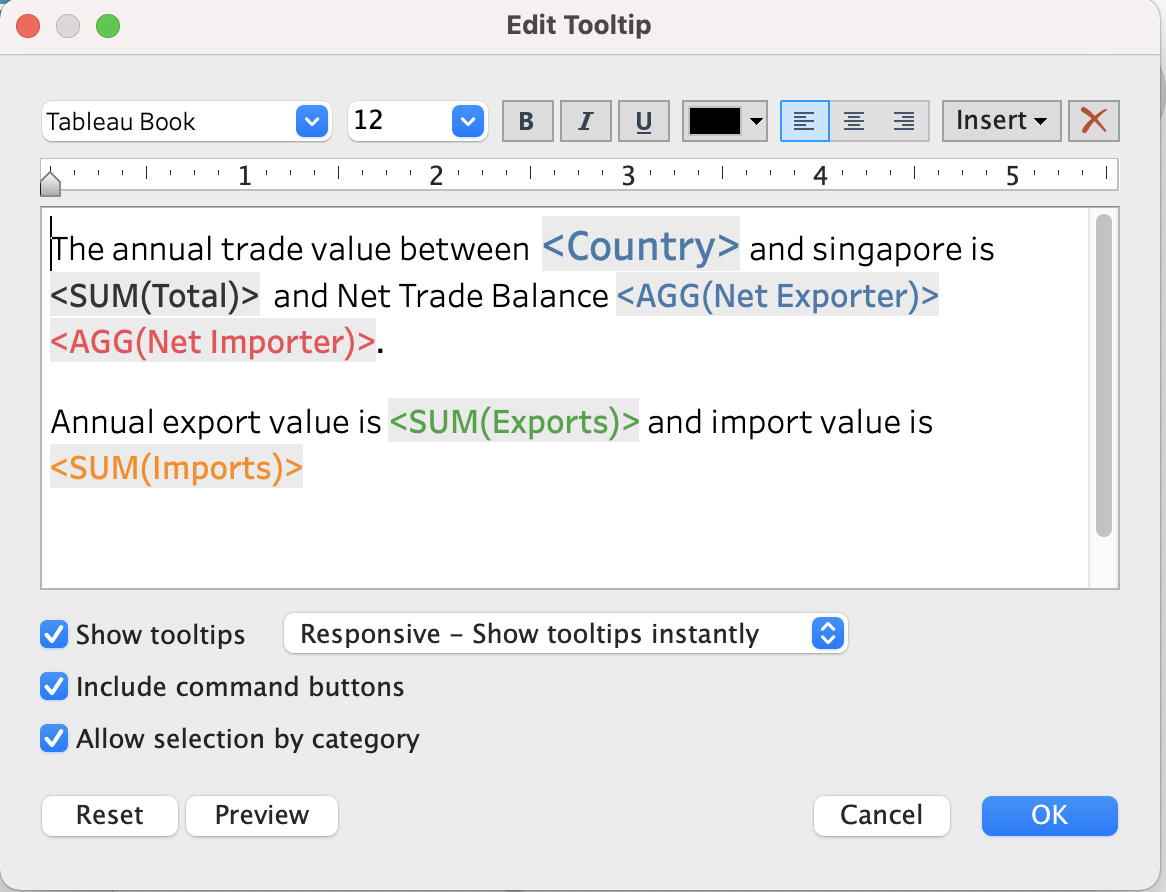 Edit Tooltip
Tableau Book 12 B I U Insert
1 2 3 4 5
The annual trade value between <Country> and singapore is
<SUM(Total)> and Net Trade Balance <AGG(Net Exporter)>
<AGG(Net Importer)>.
Annual export value is <SUM(Exports)> and import value is
<SUM(Imports)>
Show tooltips Responsive – Show tooltips instantly
Include command buttons
Allow selection by category
Reset Preview Cancel OK